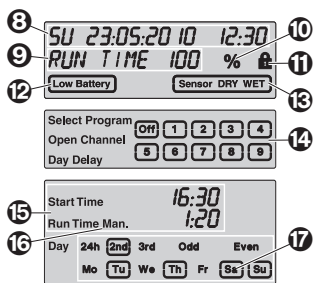 8 SU 23:05:2010 12:30
9 RUN TIME 100 % 10
11
12 Low Battery Sensor DRY WET 13
Select Program Off 1 2 3 4
Open Channel 14
Day Delay 5 6 7 8 9
Start Time 16:30
15
Run Time Man. 1:20
16
Day 24h 2nd 3rd Odd Even 17
Mo Tu We Th Fr Sa Su